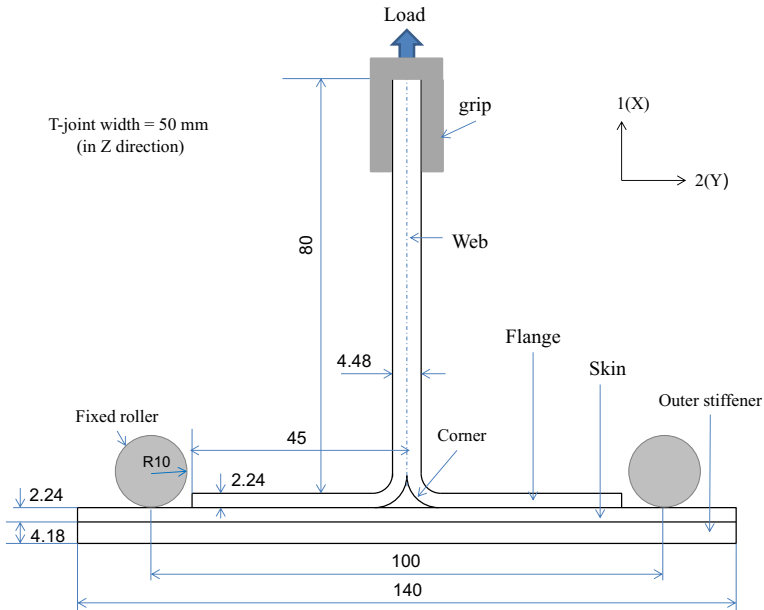 Load
grip
T-joint width = 50 mm
(in Z direction)
1(X)
2(Y)
80
Web
4.48
Flange
Skin
Outer stiffener
Fixed roller
45
Corner
R10
2.24
2.24
4.18
100
140